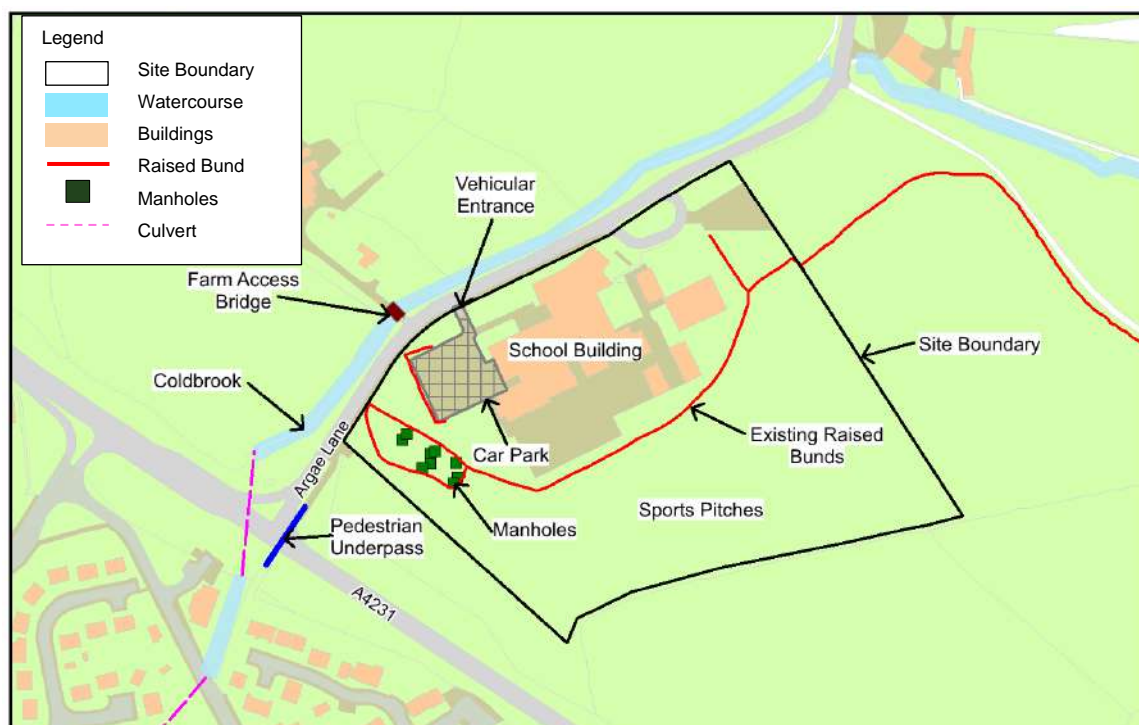 Legend
Site Boundary
Watercourse
Buildings
Raised Bund
Manholes
Culvert
Vehicular
Entrance
Farm Access
Bridge
School Building
Site Boundary
Coldbrook
Argae Lane
Car Park
Existing Raised
Bunds
Sports Pitches
Manholes
Pedestrian
Underpass
A4231